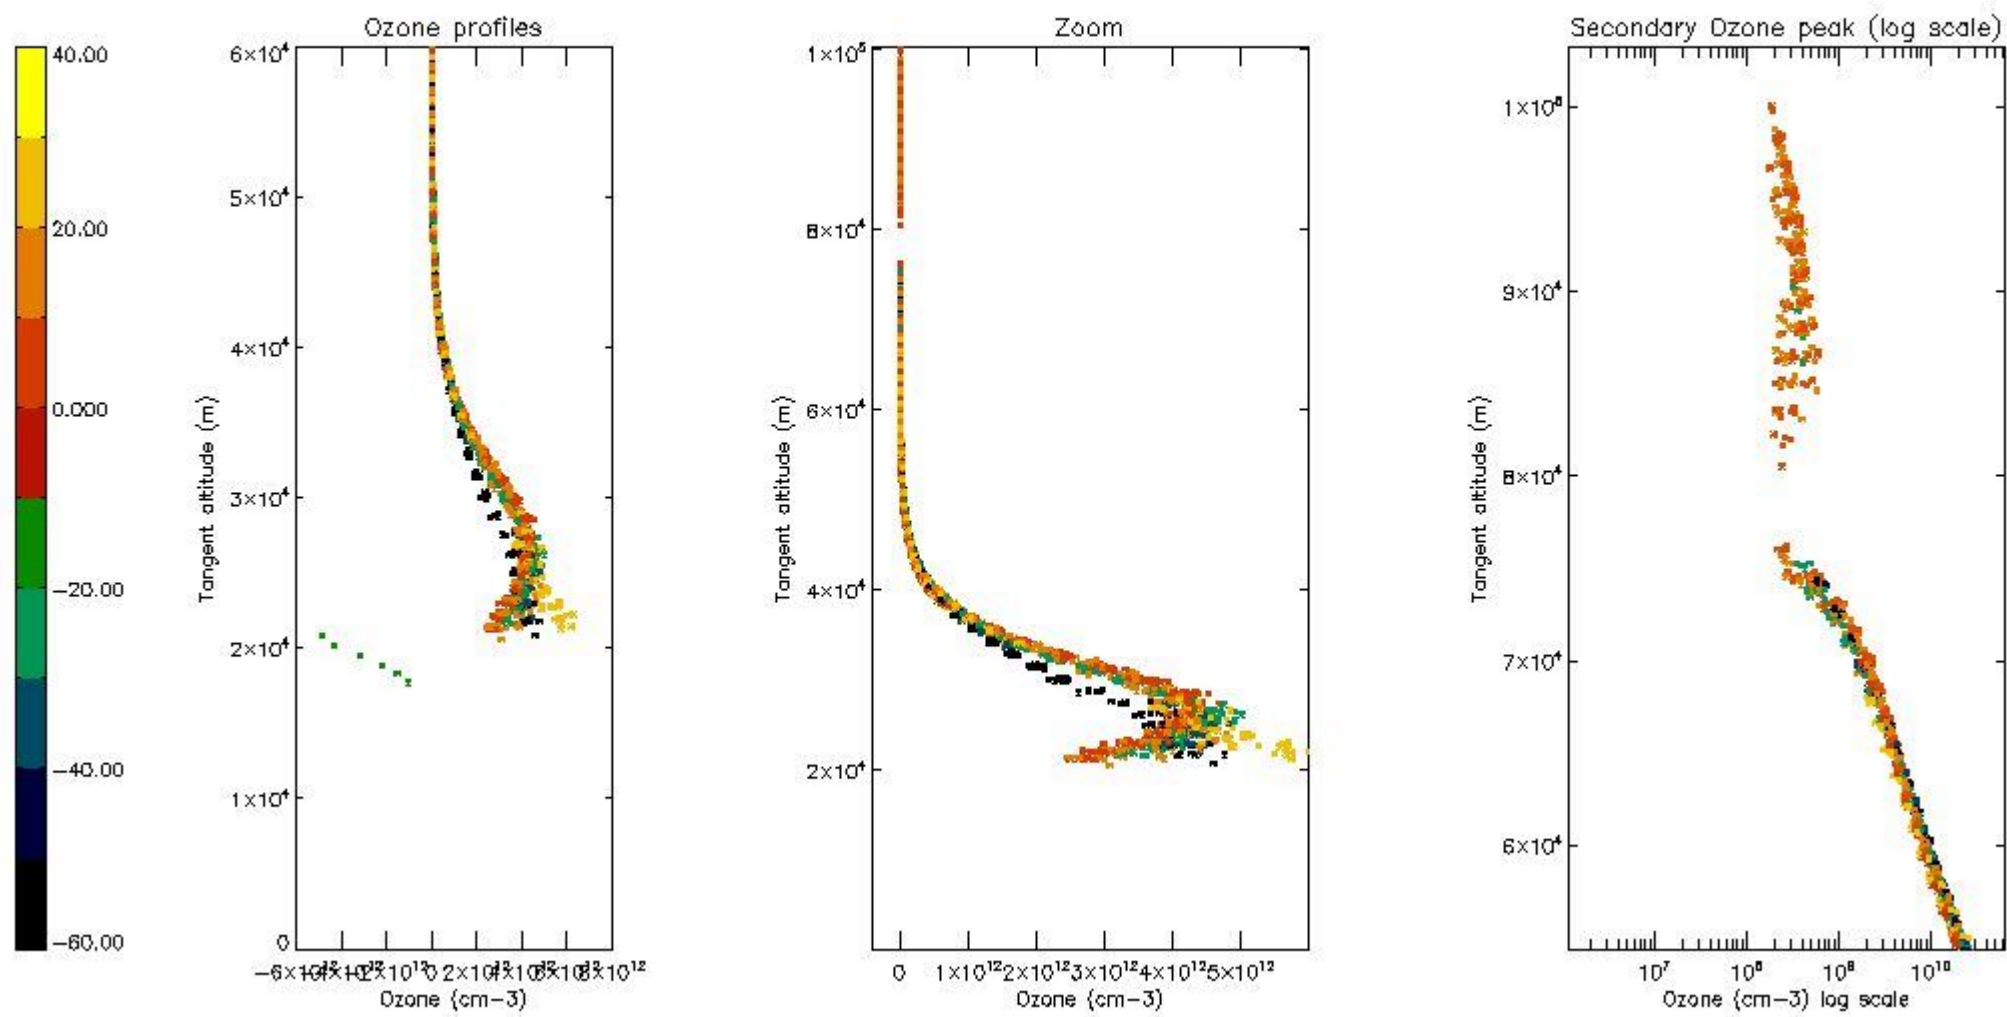 Ozone profiles
Zoom
Secondary Ozone peak (log scale)
40.00
20.00
0.000
−20.00
−40.00
−60.00
6×10⁴
5×10⁴
4×10⁴
3×10⁴
2×10⁴
1×10⁴
0
Tangent altitude (m)
0
8×10¹²
Ozone (cm−3)
1×10⁵
8×10⁴
6×10⁴
4×10⁴
2×10⁴
Tangent altitude (m)
0 1×10¹² 2×10¹² 3×10¹² 4×10¹² 5×10¹²
Ozone (cm−3)
9×10⁴
8×10⁴
7×10⁴
6×10⁴
Tangent altitude (m)
10⁷ 10⁸ 10⁹ 10¹⁰
Ozone (cm−3) log scale